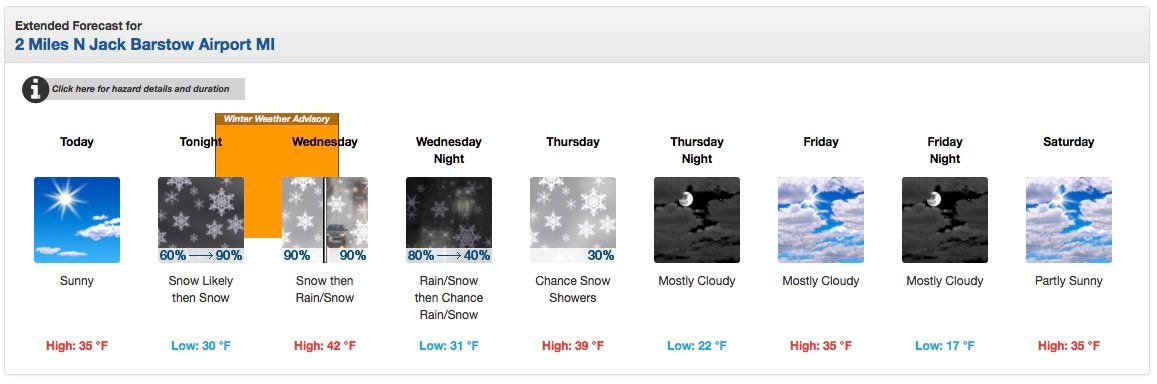 Extended Forecast for
2 Miles N Jack Barstow Airport MI
i Click here for hazard details and duration
Winter Weather Advisory
Today
Tonight
Wednesday
Wednesday
Night
Thursday
Thursday
Night
Friday
Friday
Night
Saturday
60% → 90%
90% 90%
80% → 40%
30%
Sunny
Snow Likely
then Snow
Snow then
Rain/Snow
Rain/Snow
then Chance
Rain/Snow
Chance Snow
Showers
Mostly Cloudy
Mostly Cloudy
Mostly Cloudy
Partly Sunny
High: 35 °F
Low: 30 °F
High: 42 °F
Low: 31 °F
High: 39 °F
Low: 22 °F
High: 35 °F
Low: 17 °F
High: 35 °F